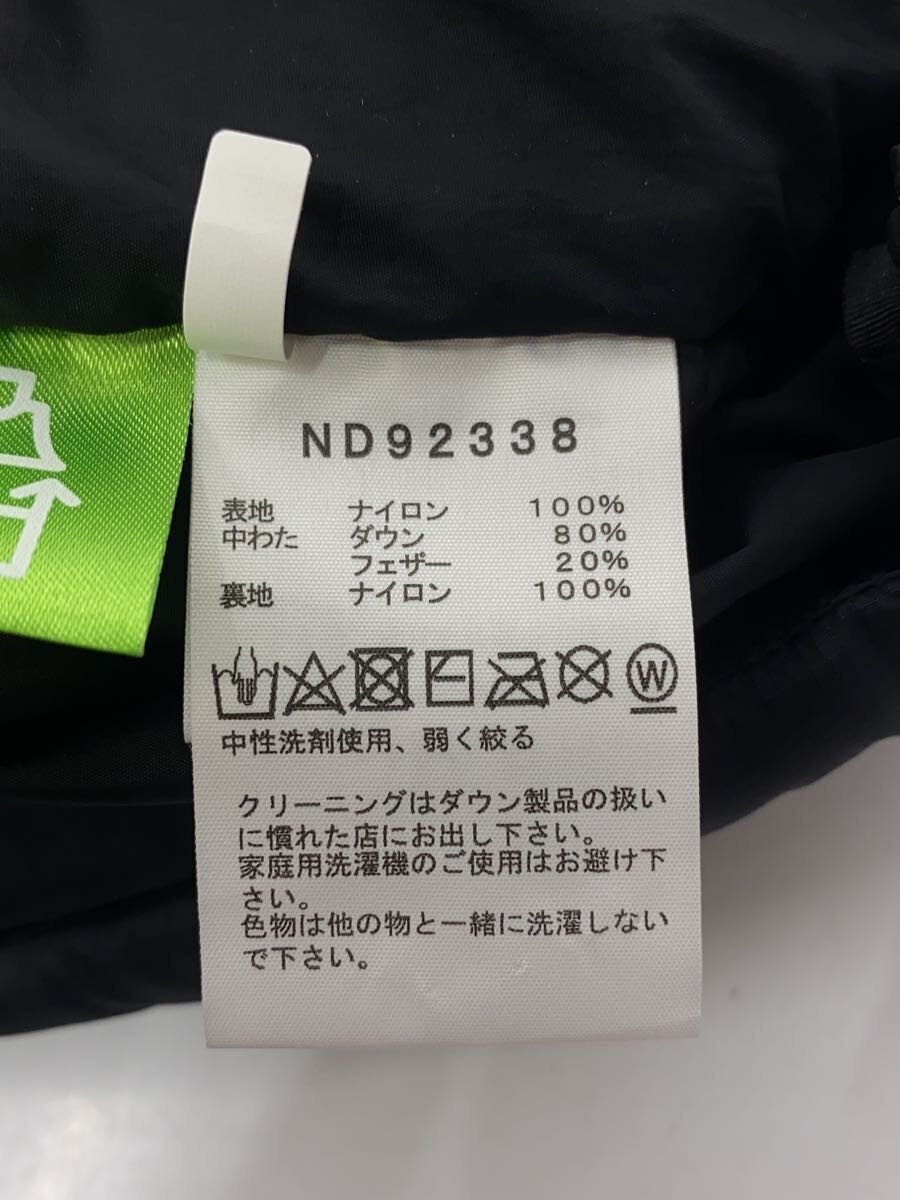 ND92338
表地 ナイロン 100%
中わた ダウン 80%
フェザー 20%
裏地 ナイロン 100%
W
中性洗剤使用、弱く絞る
クリーニングはダウン製品の扱い
に慣れた店にお出し下さい。
家庭用洗濯機のご使用はお避け下
さい。
色物は他の物と一緒に洗濯しない
で下さい。